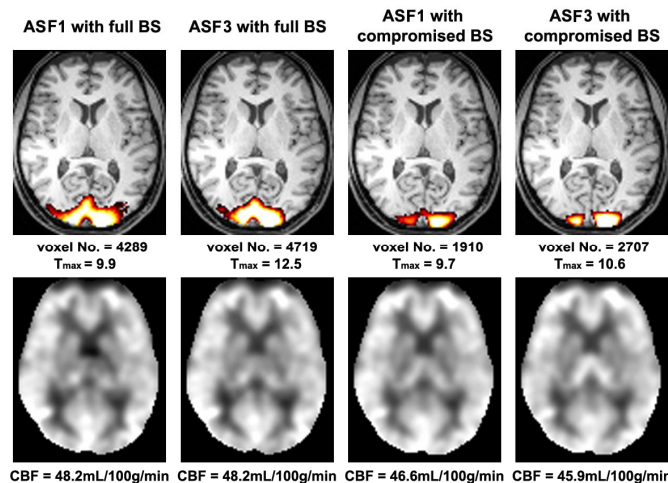 ASF1 with full BS
ASF3 with full BS
ASF1 with
compromised BS
ASF3 with
compromised BS
voxel No. = 4289
Tmax = 9.9
voxel No. = 4719
Tmax = 12.5
voxel No. = 1910
Tmax = 9.7
voxel No. = 2707
Tmax = 10.6
CBF = 48.2mL/100g/min
CBF = 48.2mL/100g/min
CBF = 46.6mL/100g/min
CBF = 45.9mL/100g/min